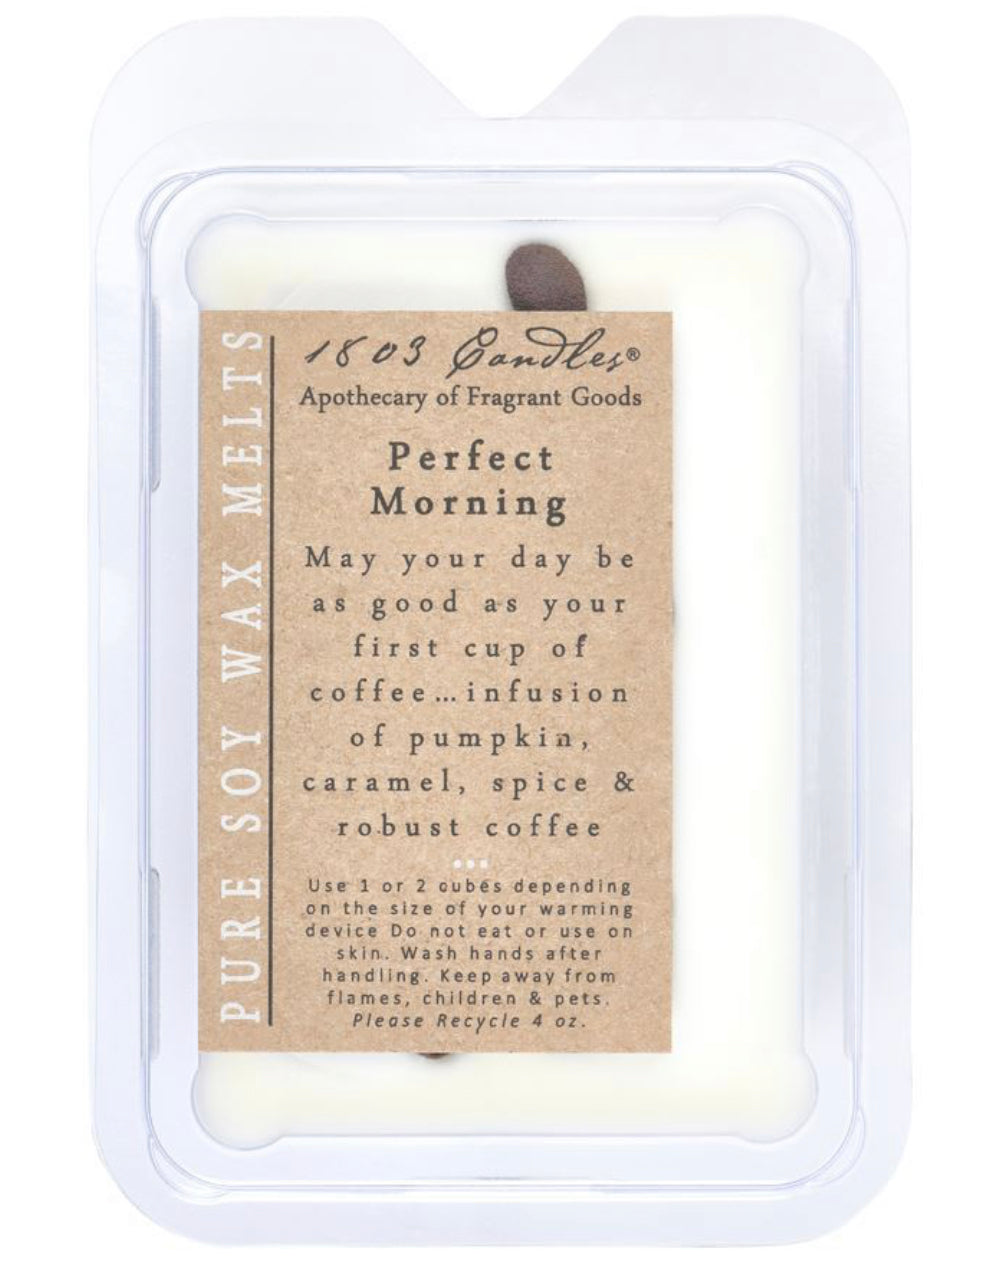 PURE SOY WAX MELTS
1803 Candles®
Apothecary of Fragrant Goods
Perfect
Morning
May your day be
as good as your
first cup of
coffee...infusion
of pumpkin,
caramel, spice &
robust coffee
...
Use 1 or 2 cubes depending
on the size of your warming
device Do not eat or use on
skin. Wash hands after
handling. Keep away from
flames, children & pets.
Please Recycle 4 oz.